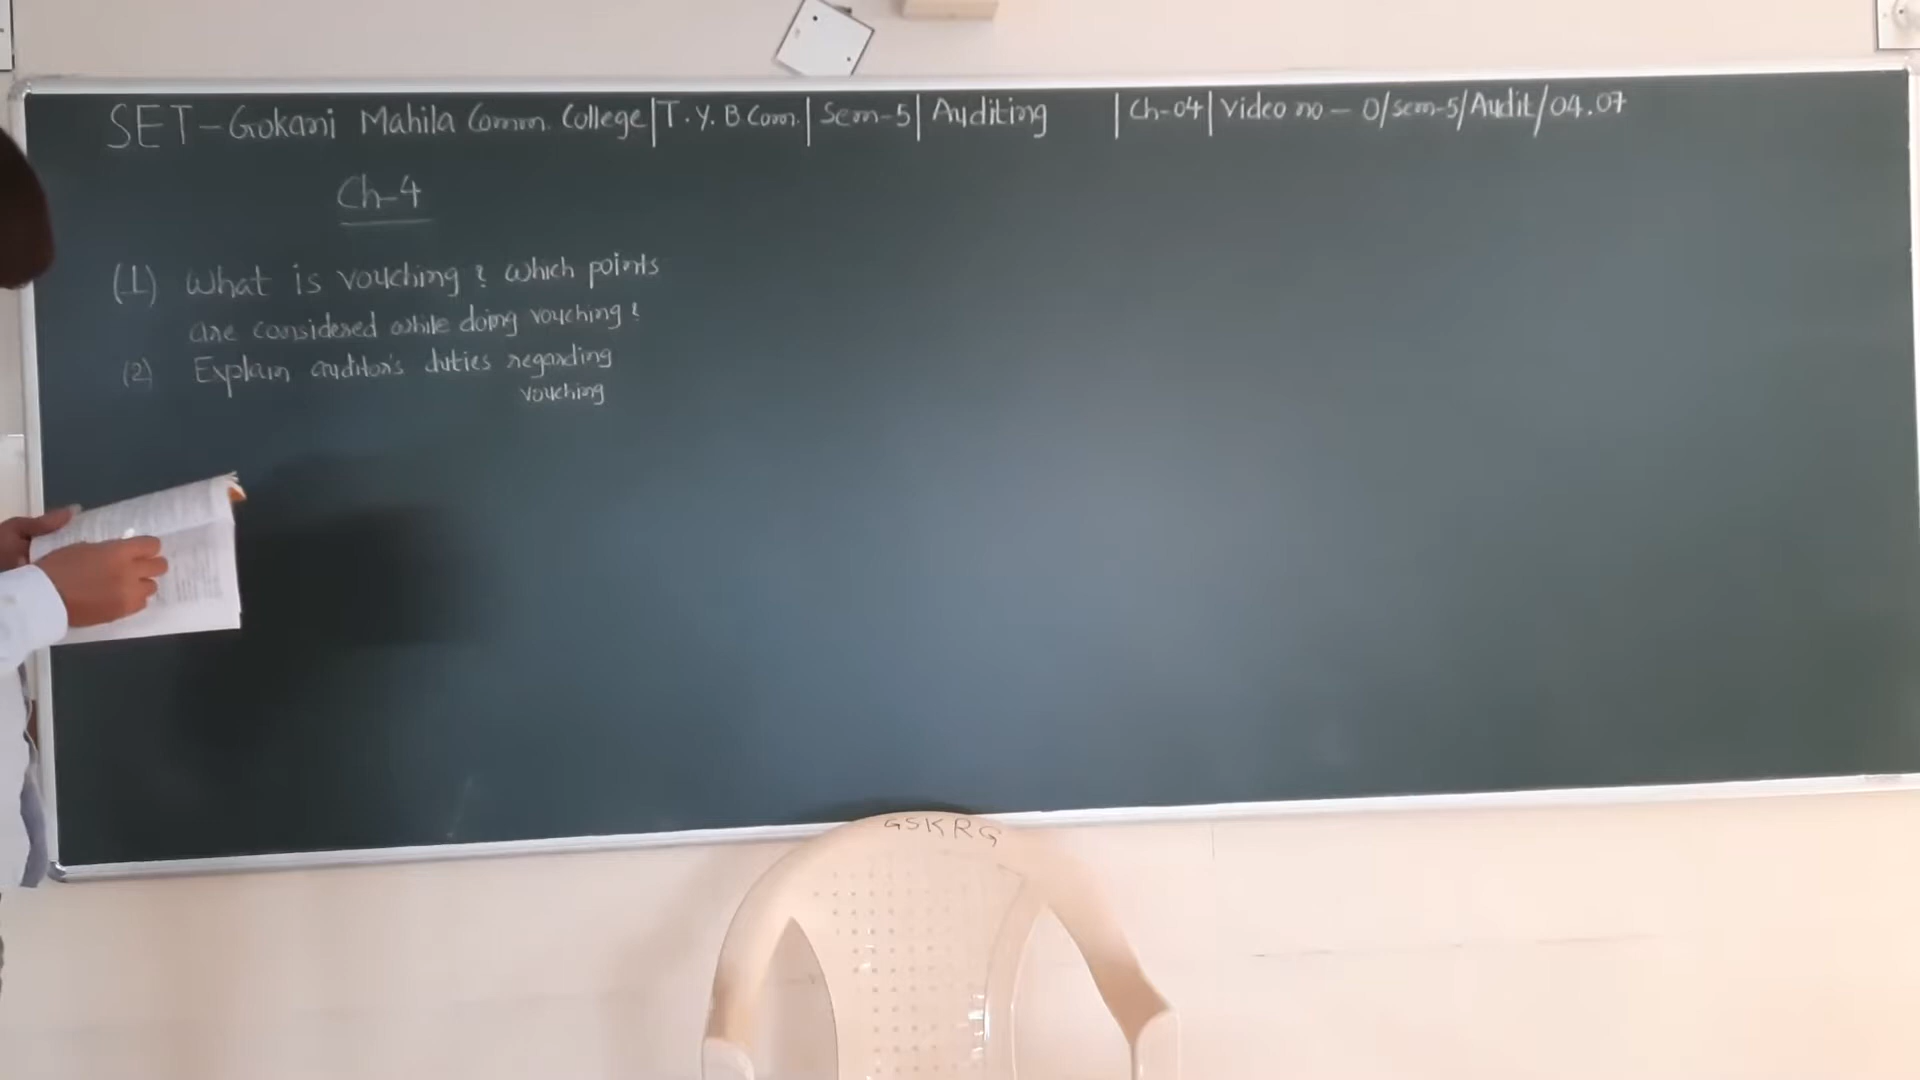 SET-Gokani Mahila Comm. College | T.Y. B Com. | Sem-5 | Auditing | Ch-04 | Video no - 0/sem-5/Audit/04.07
Ch-4
(1) What is vouching? which points
are considered while doing vouching?
(2) Explain auditor's duties regarding
vouching
GSKRG